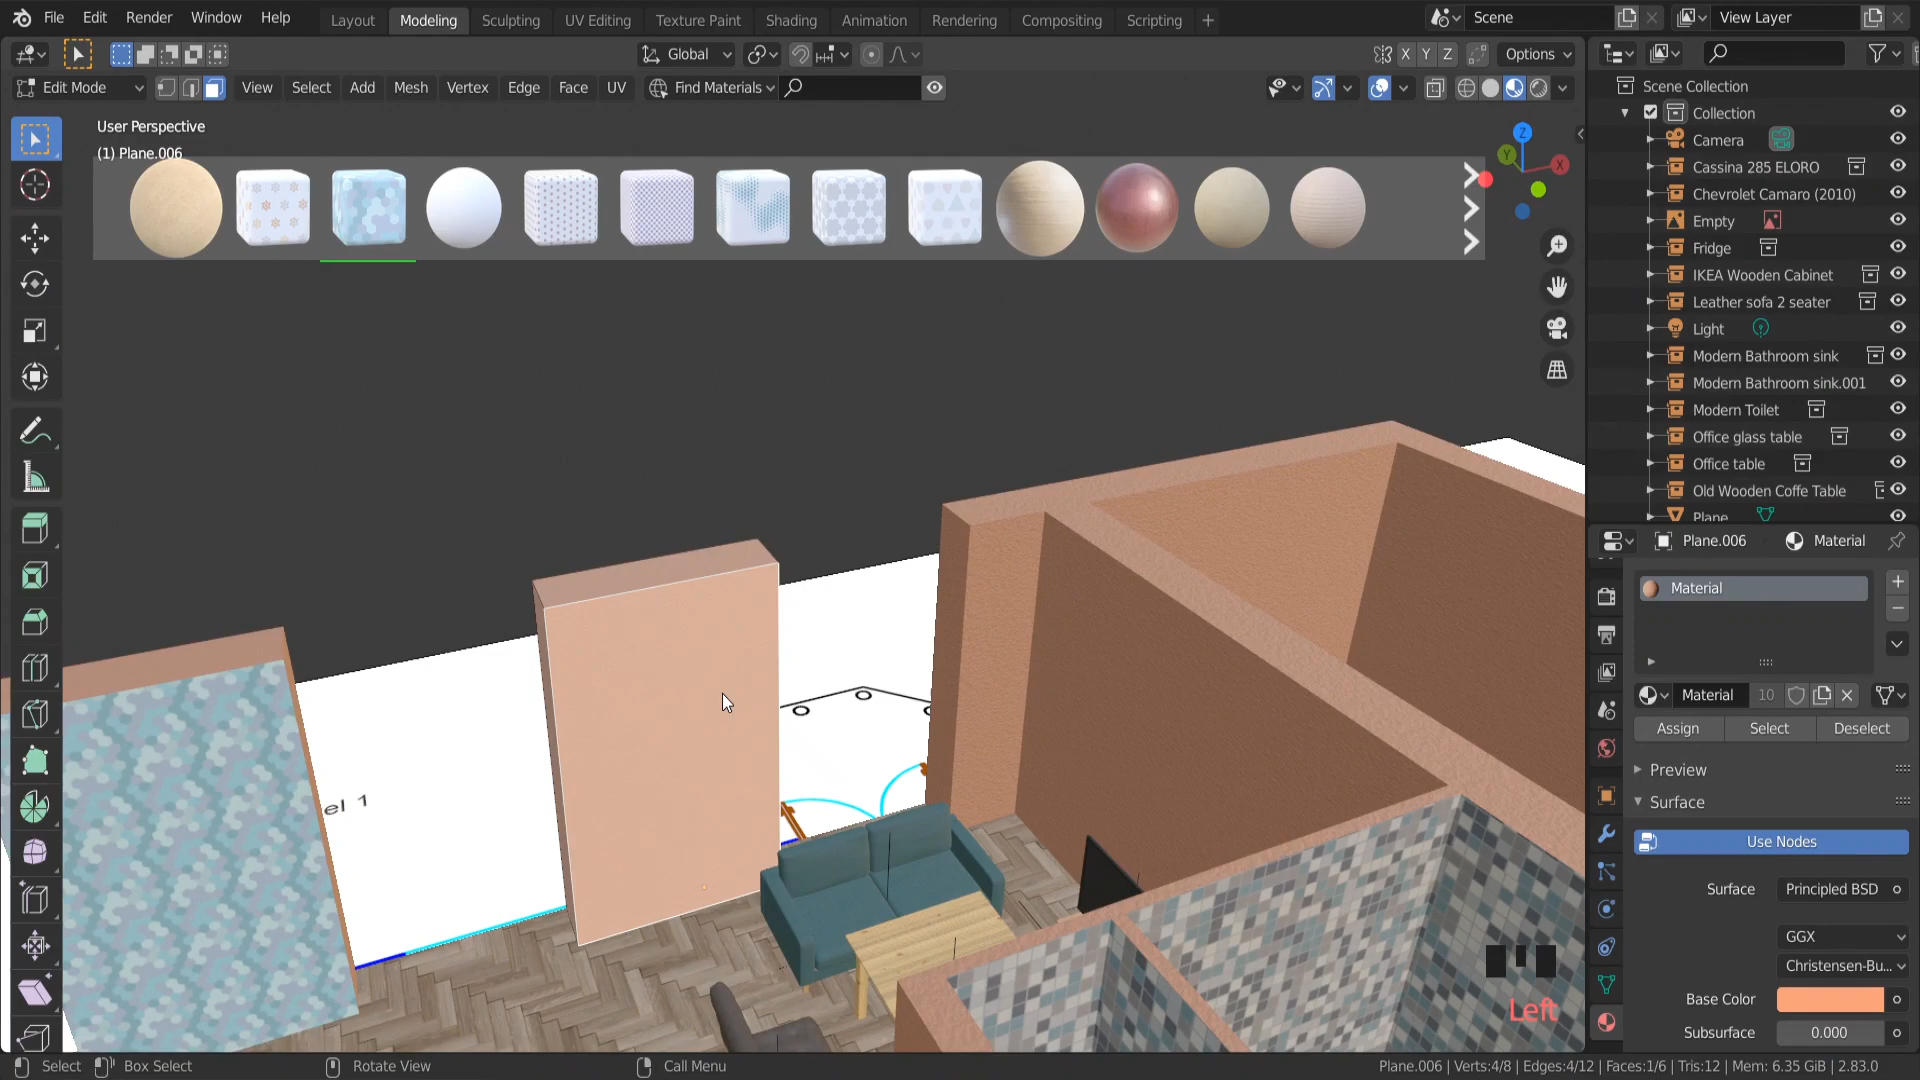 File Edit Render Window Help
Layout Modeling Sculpting UV Editing Texture Paint Shading Animation Rendering Compositing Scripting +
Scene
View Layer
Global
X Y Z
Options
Edit Mode
View Select Add Mesh Vertex Edge Face UV
Find Materials
User Perspective
(1) Plane.006
Z
Y
X
el 1
Left
Scene Collection
Collection
Camera
Cassina 285 ELORO
Chevrolet Camaro (2010)
Empty
Fridge
IKEA Wooden Cabinet
Leather sofa 2 seater
Light
Modern Bathroom sink
Modern Bathroom sink.001
Modern Toilet
Office glass table
Office table
Old Wooden Coffe Table
Plane
Plane.006 Material
Material
Material 10
Assign Select Deselect
Preview
Surface
Use Nodes
Surface Principled BSD
GGX
Christensen-Bu...
Base Color
Subsurface 0.000
Select Box Select Rotate View Call Menu
Plane.006 | Verts:4/8 | Edges:4/12 | Faces:1/6 | Tris:12 | Mem: 6.35 GiB | 2.83.0